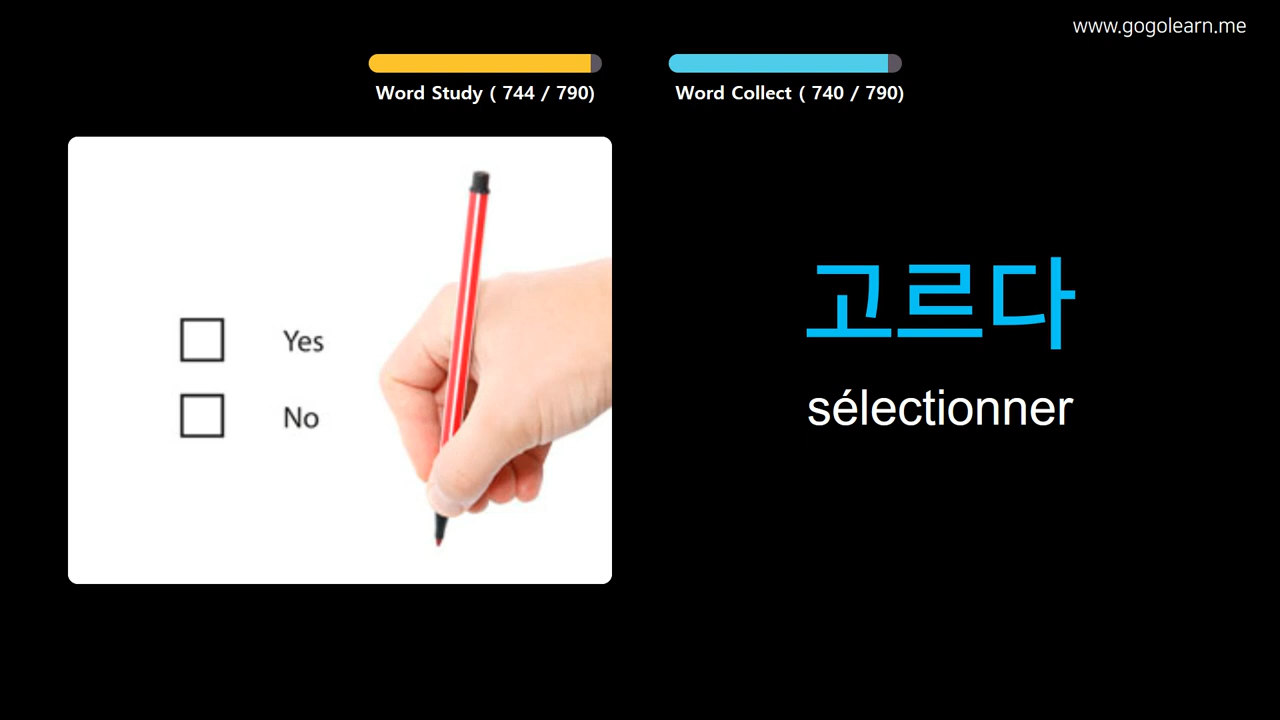 www.gogolearn.me
Word Study ( 744 / 790)
Word Collect ( 740 / 790)
Yes
No
고르다
sélectionner